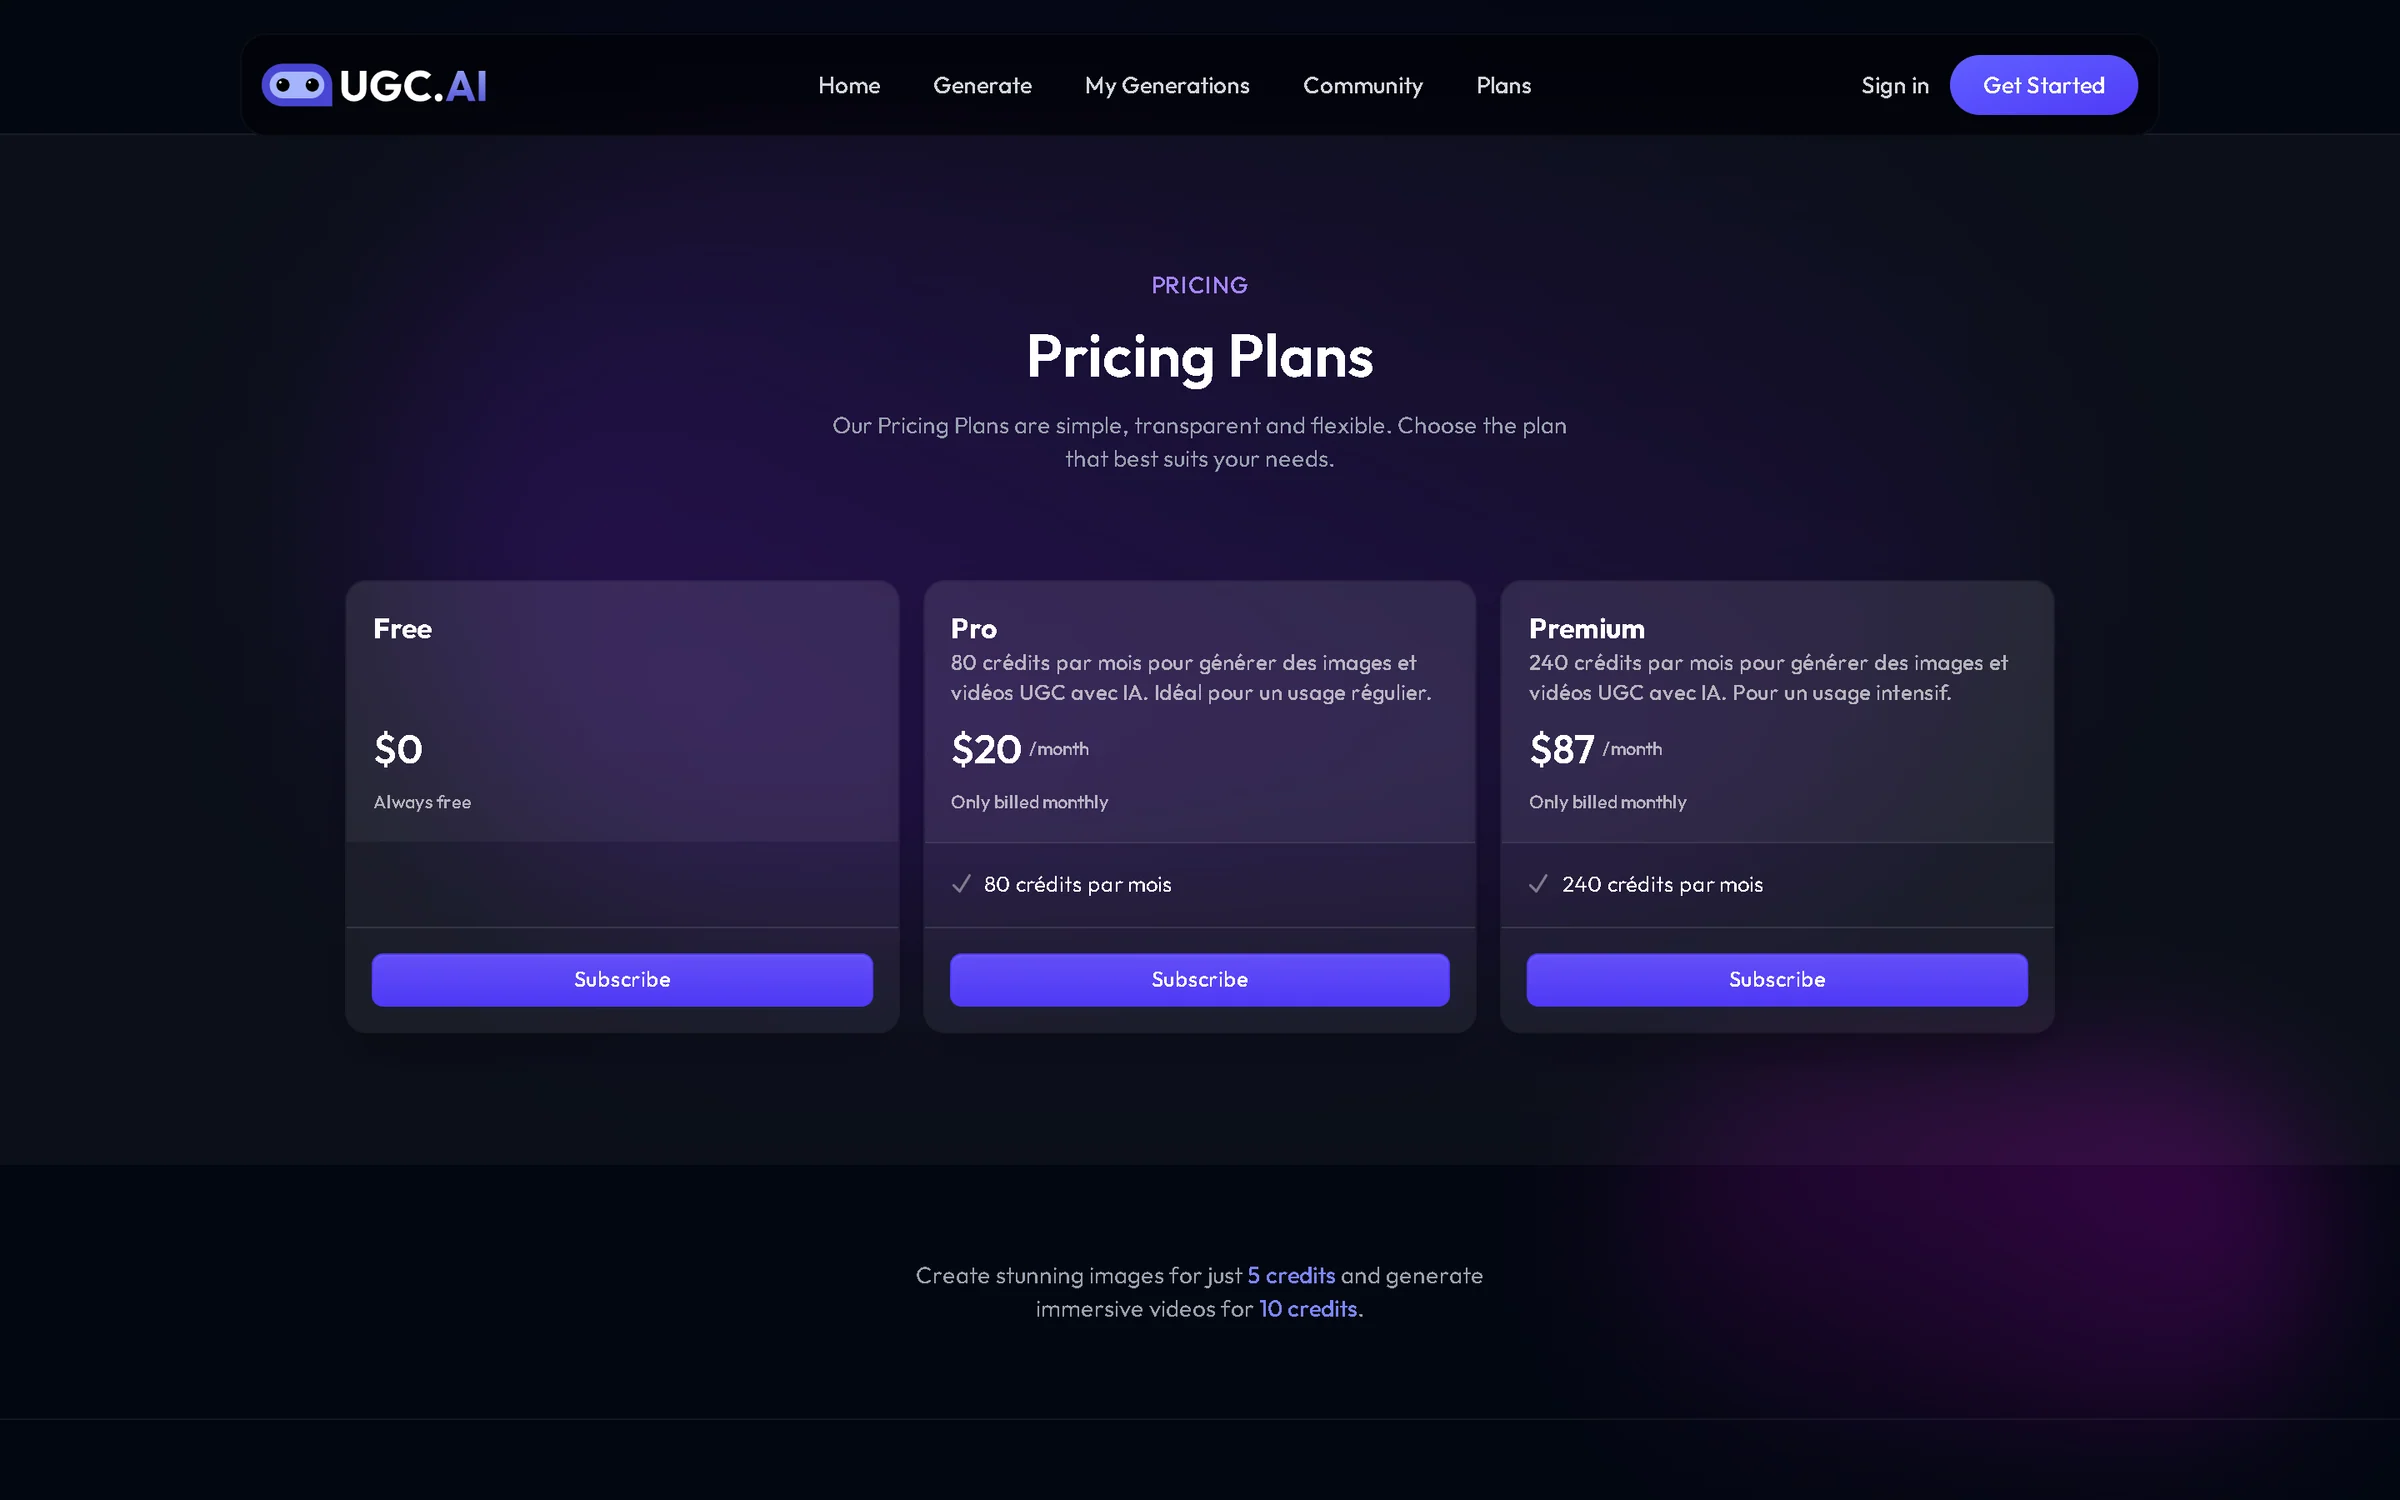 UGC.AI
Home
Generate
My Generations
Community
Plans
Sign in
Get Started
PRICING
Pricing Plans
Our Pricing Plans are simple, transparent and flexible. Choose the plan
that best suits your needs.
Free
$0
Always free
Subscribe
Pro
80 crédits par mois pour générer des images et
vidéos UGC avec IA. Idéal pour un usage régulier.
$20 /month
Only billed monthly
80 crédits par mois
Subscribe
Premium
240 crédits par mois pour générer des images et
vidéos UGC avec IA. Pour un usage intensif.
$87 /month
Only billed monthly
240 crédits par mois
Subscribe
Create stunning images for just 5 credits and generate
immersive videos for 10 credits.